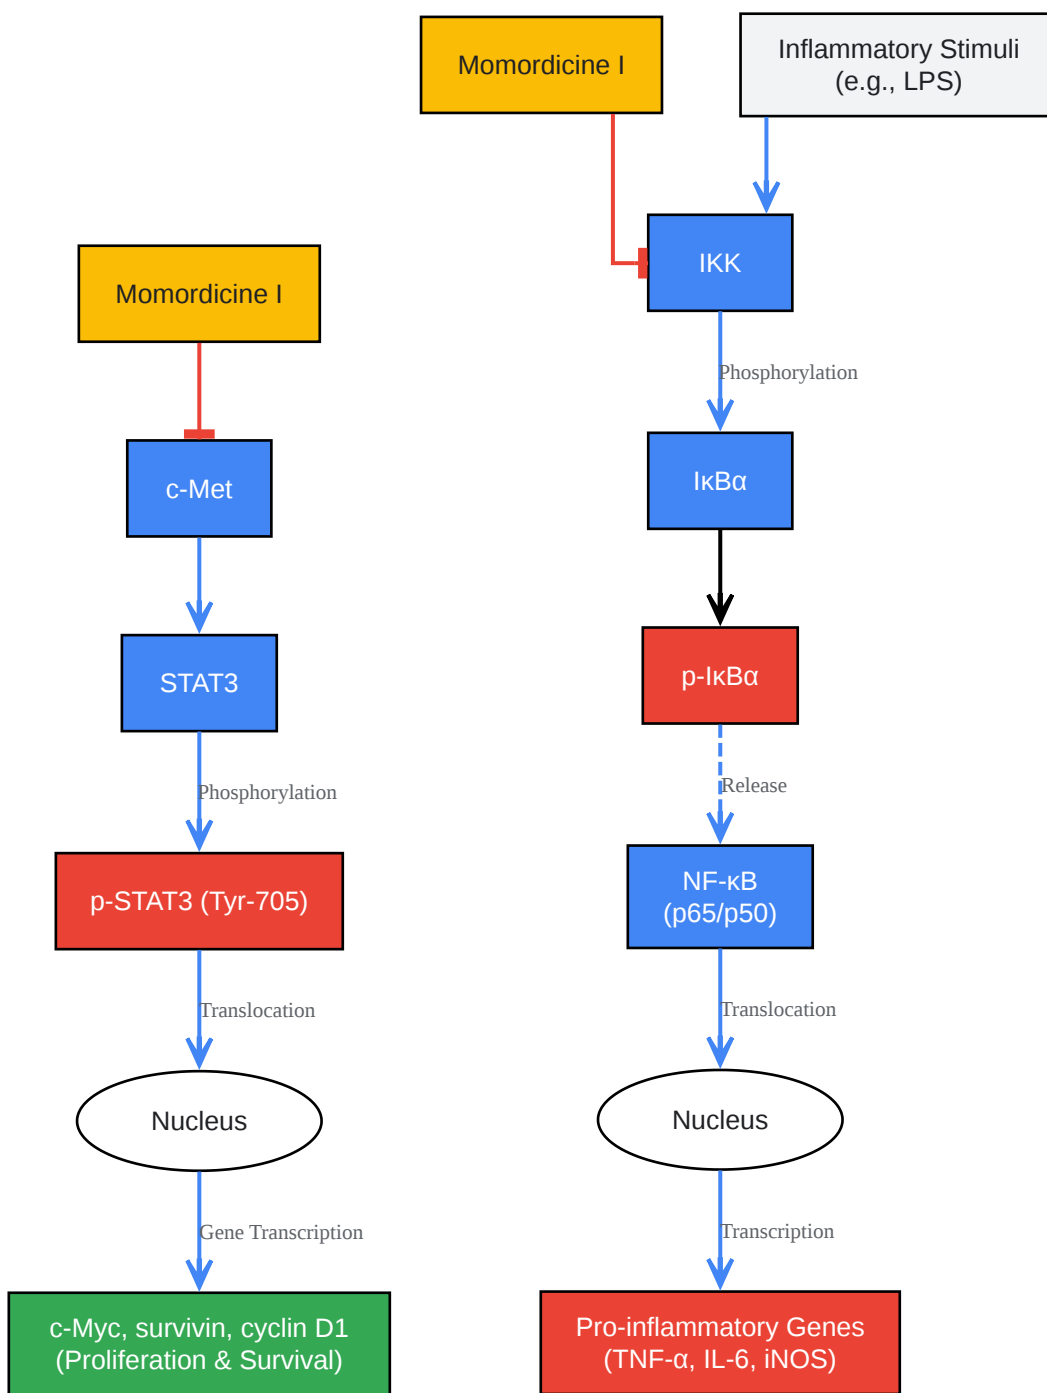 Momordicine I
c-Met
STAT3
Phosphorylation
p-STAT3 (Tyr-705)
Translocation
Nucleus
Gene Transcription
c-Myc, survivin, cyclin D1
(Proliferation & Survival)
Momordicine I
Inflammatory Stimuli
(e.g., LPS)
IKK
Phosphorylation
IκBα
p-IκBα
Release
NF-κB
(p65/p50)
Translocation
Nucleus
Transcription
Pro-inflammatory Genes
(TNF-α, IL-6, iNOS)